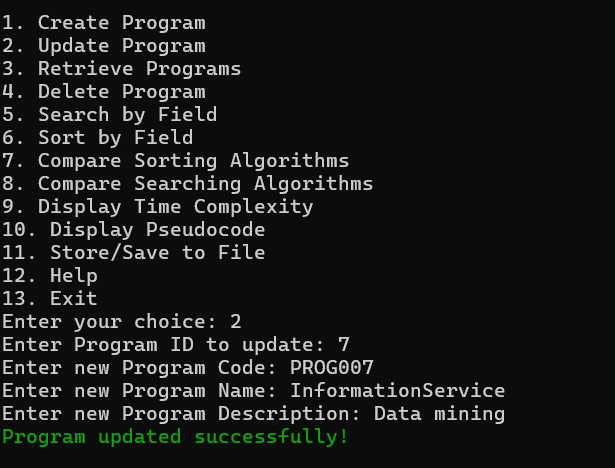 1. Create Program
2. Update Program
3. Retrieve Programs
4. Delete Program
5. Search by Field
6. Sort by Field
7. Compare Sorting Algorithms
8. Compare Searching Algorithms
9. Display Time Complexity
10. Display Pseudocode
11. Store/Save to File
12. Help
13. Exit
Enter your choice: 2
Enter Program ID to update: 7
Enter new Program Code: PROG007
Enter new Program Name: InformationService
Enter new Program Description: Data mining
Program updated successfully!